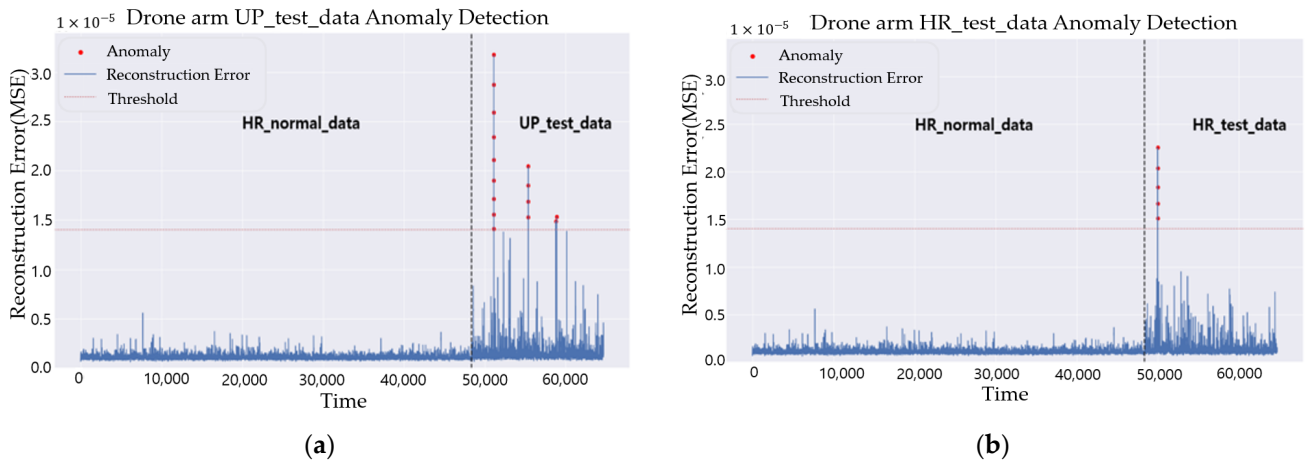 1 × 10⁻⁵ Drone arm UP_test_data Anomaly Detection
Anomaly
Reconstruction Error
Threshold
HR_normal_data UP_test_data
Reconstruction Error(MSE)
3.0
2.5
2.0
1.5
1.0
0.5
0.0
0 10,000 20,000 30,000 40,000 50,000 60,000
Time
(a)
1 × 10⁻⁵ Drone arm HR_test_data Anomaly Detection
Anomaly
Reconstruction Error
Threshold
HR_normal_data HR_test_data
Reconstruction Error(MSE)
3.0
2.5
2.0
1.5
1.0
0.5
0.0
0 10,000 20,000 30,000 40,000 50,000 60,000
Time
(b)